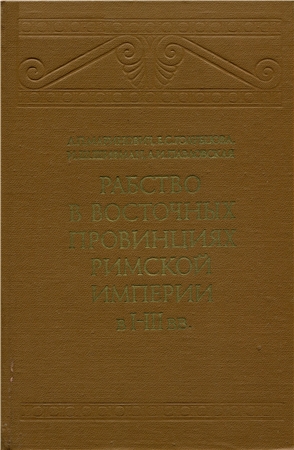 Л.П.МАРИНОВИЧ, Е.С.ГОЛУБЦОВА,
И.Ш.ШИФМАН, А.И.ПАВЛОВСКАЯ
РАБСТВО
В ВОСТОЧНЫХ
ПРОВИНЦИЯХ
РИМСКОЙ
ИМПЕРИИ
в I-III вв.